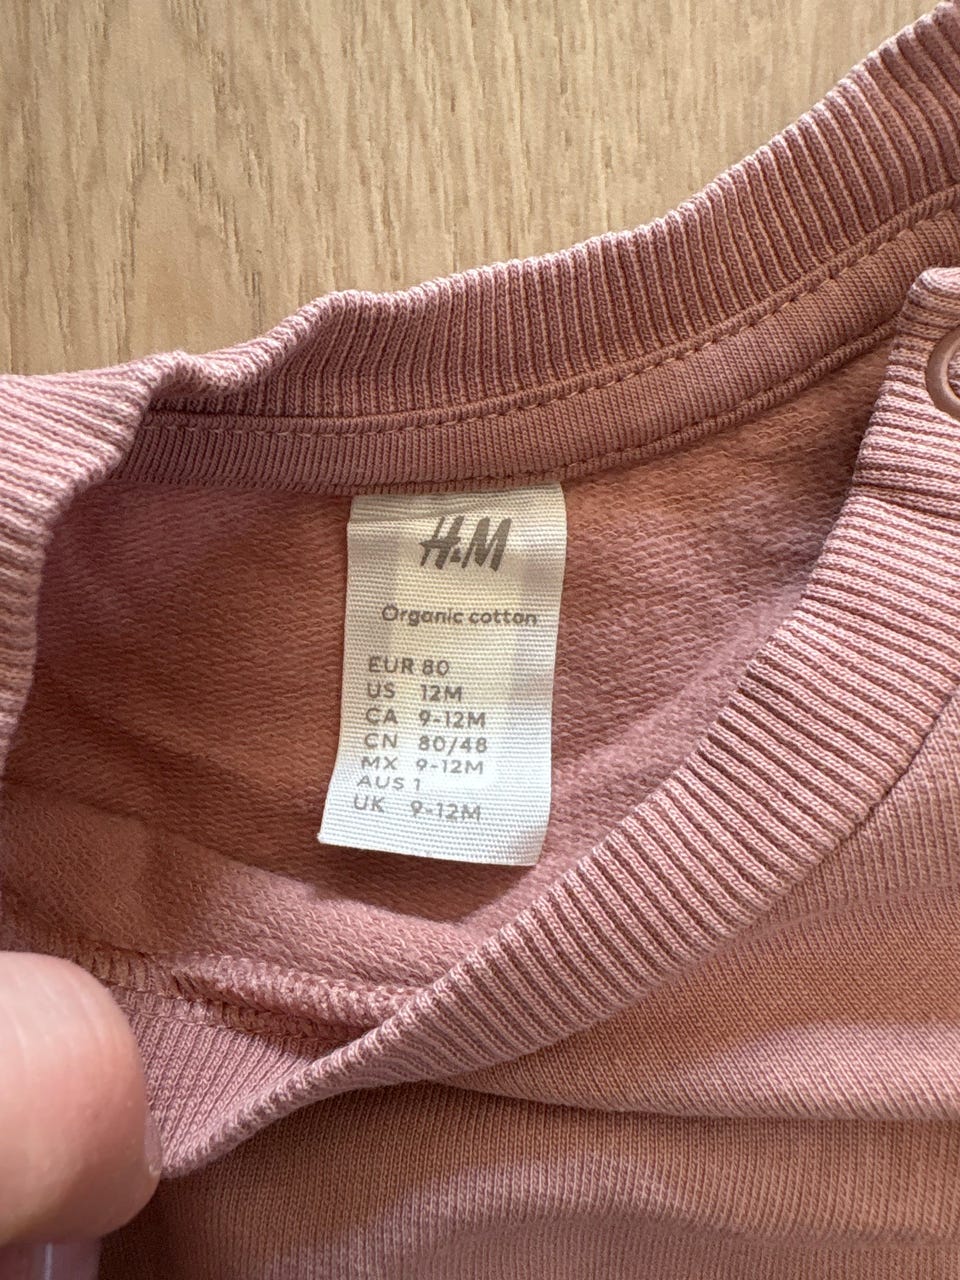 H&M
Organic cotton
EUR 80
US 12M
CA 9-12M
CN 80/48
MX 9-12M
AUS 1
UK 9-12M